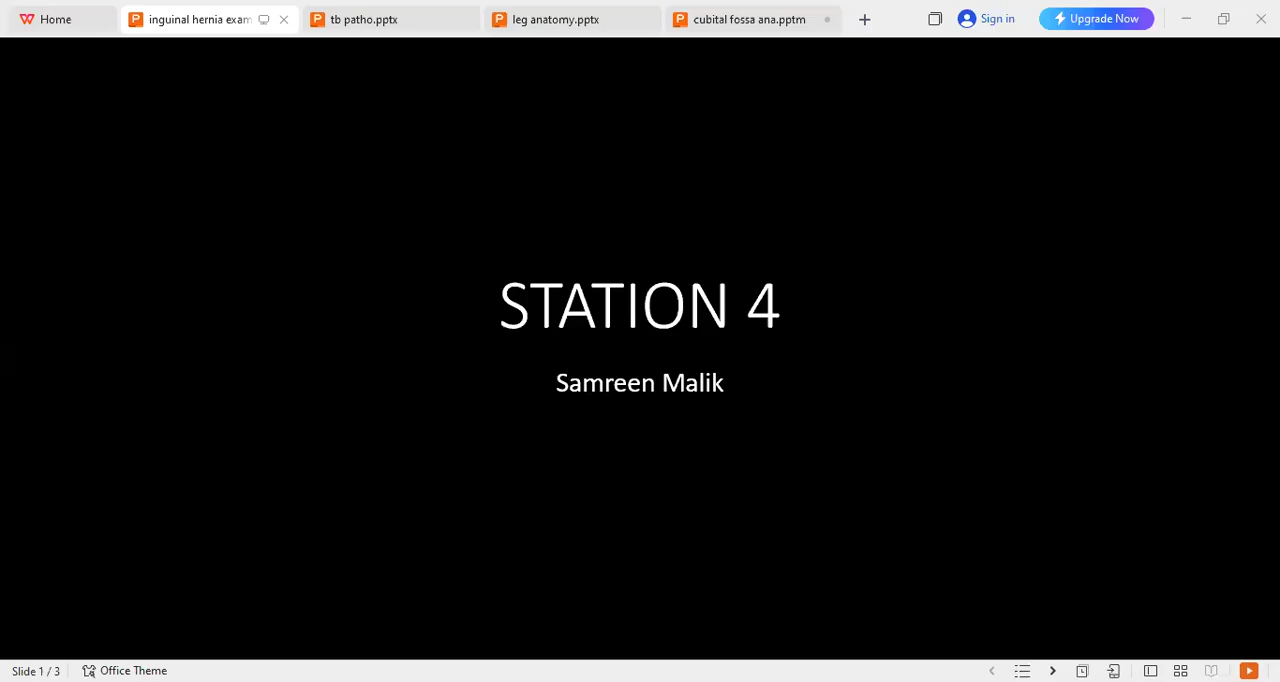 Home
inguinal hernia exam
tb patho.pptx
leg anatomy.pptx
cubital fossa ana.pptm
Sign in
Upgrade Now
STATION 4
Samreen Malik
Slide 1 / 3
Office Theme